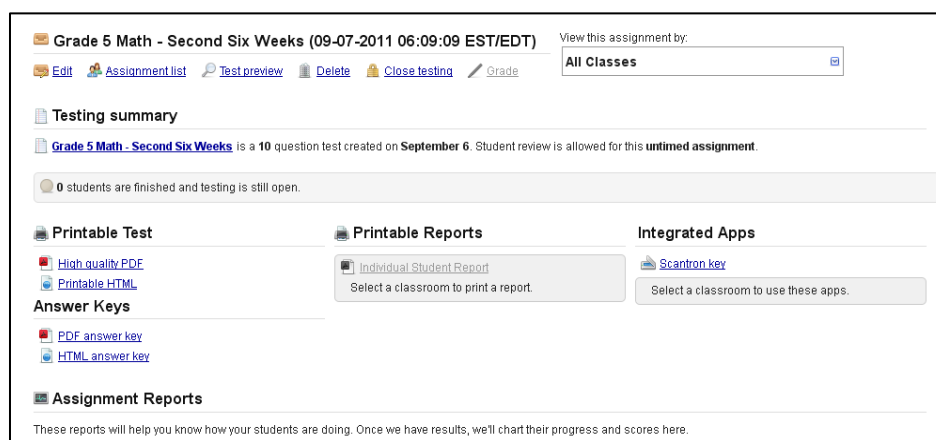 Grade 5 Math - Second Six Weeks (09-07-2011 06:09:09 EST/EDT)
View this assignment by:
All Classes
Edit Assignment list Test preview Delete Close testing Grade
Testing summary
Grade 5 Math - Second Six Weeks is a 10 question test created on September 6. Student review is allowed for this untimed assignment.
0 students are finished and testing is still open.
Printable Test
High quality PDF
Printable HTML
Answer Keys
PDF answer key
HTML answer key
Printable Reports
Individual Student Report
Select a classroom to print a report.
Integrated Apps
Scantron key
Select a classroom to use these apps.
Assignment Reports
These reports will help you know how your students are doing. Once we have results, we'll chart their progress and scores here.